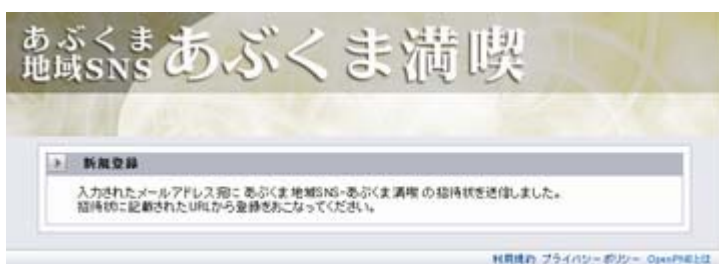 あぶくま
地域SNS あぶくま満喫
新規登録
入力されたメールアドレス宛に あぶくま地域SNS-あぶくま満喫 の招待状を送信しました。
招待状に記載されたURLから登録をおこなってください。
利用規約 プライバシーポリシー OpenPNEとは